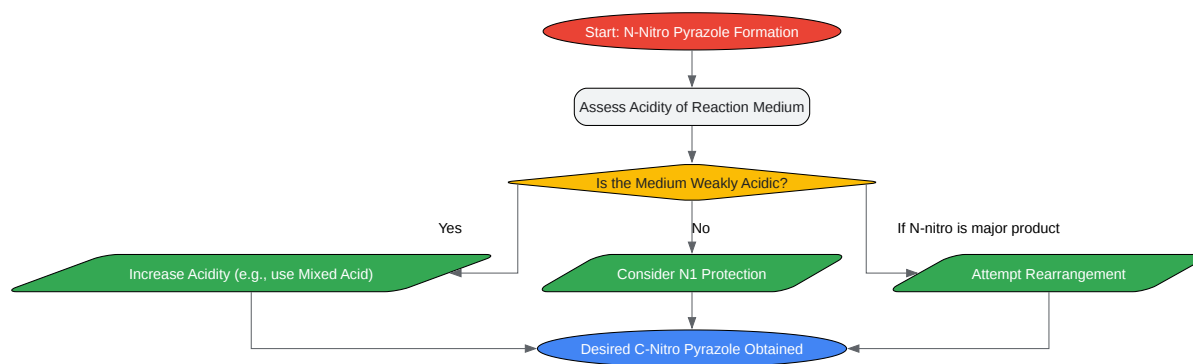 Start: N-Nitro Pyrazole Formation
Assess Acidity of Reaction Medium
Is the Medium Weakly Acidic?
Yes
No
If N-nitro is major product
Increase Acidity (e.g., use Mixed Acid)
Consider N1 Protection
Attempt Rearrangement
Desired C-Nitro Pyrazole Obtained